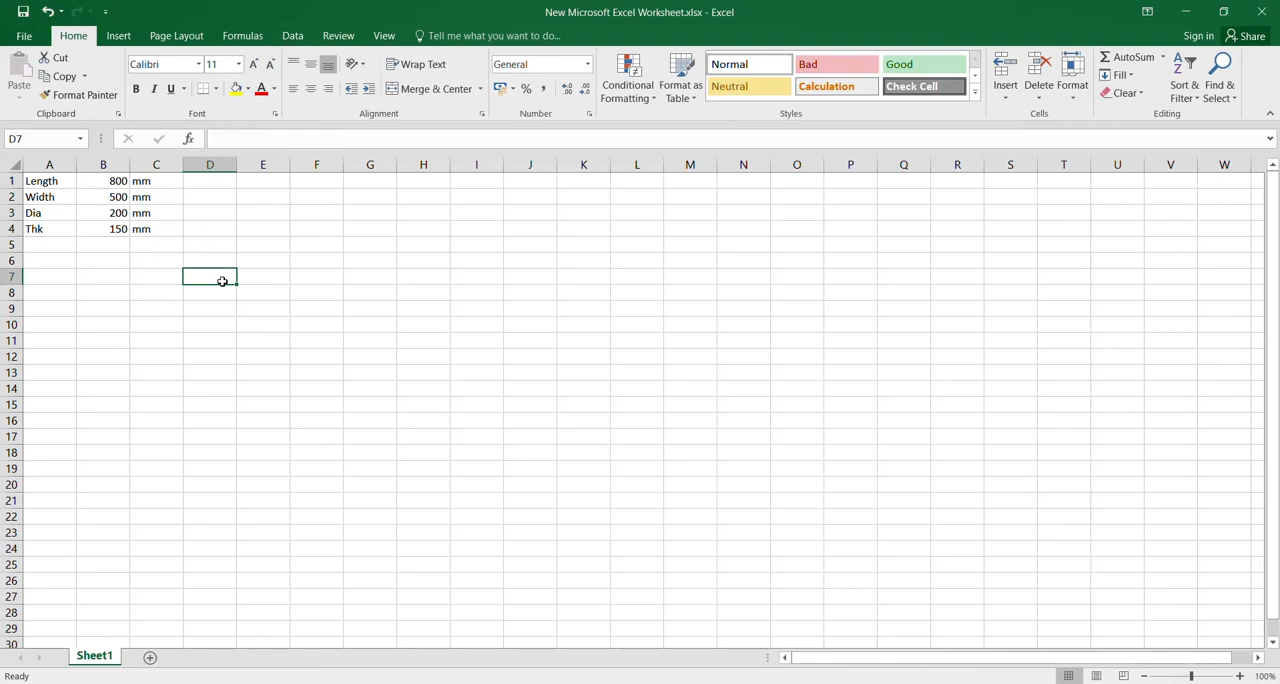 New Microsoft Excel Worksheet.xlsx - Excel
File Home Insert Page Layout Formulas Data Review View Tell me what you want to do... Sign in Share
Paste Cut Copy Format Painter Clipboard
Calibri 11 B I U A Font
Wrap Text Merge & Center Alignment
General % Number
Conditional Formatting Format as Table
Normal Bad Good
Neutral Calculation Check Cell
Styles
Insert Delete Format Cells
AutoSum Fill Clear Sort & Filter Find & Select Editing
D7 fx
A B C D E F G H I J K L M N O P Q R S T U V W
1 Length 800 mm
2 Width 500 mm
3 Dia 200 mm
4 Thk 150 mm
5
6
7
8
9
10
11
12
13
14
15
16
17
18
19
20
21
22
23
24
25
26
27
28
29
30
Sheet1
Ready 100%